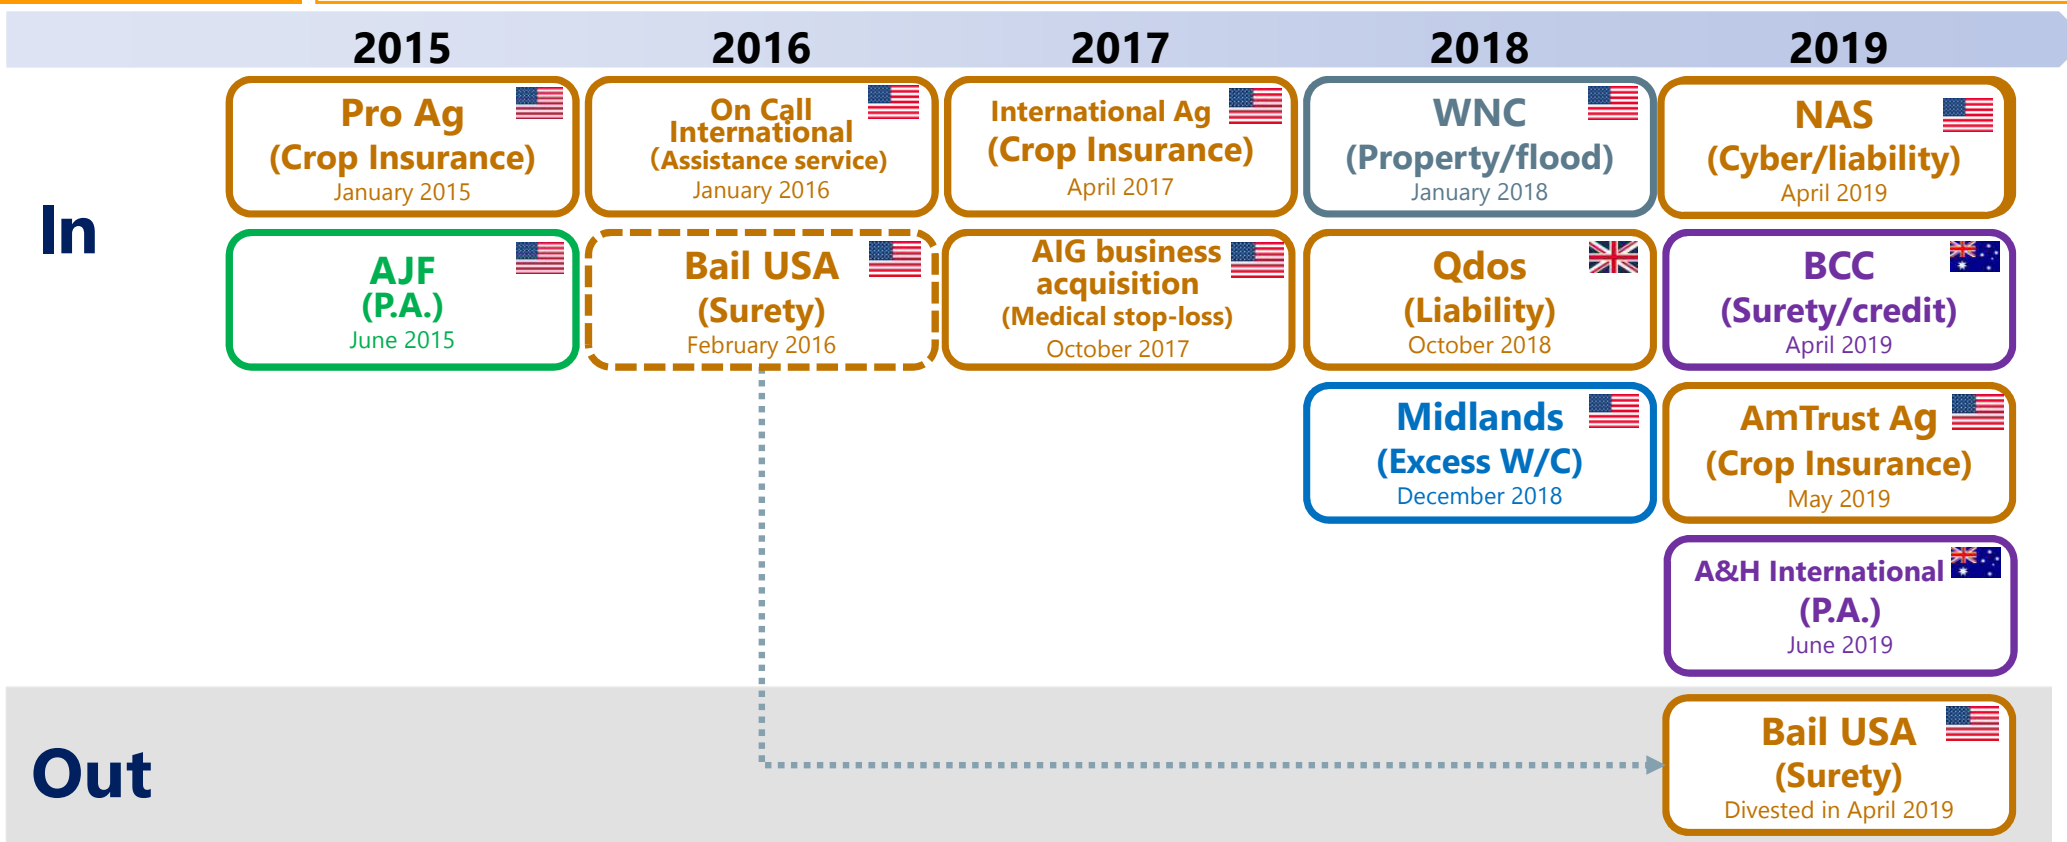 2015
2016
2017
2018
2019
In
Pro Ag
(Crop Insurance)
January 2015
On Call
International
(Assistance service)
January 2016
International Ag
(Crop Insurance)
April 2017
WNC
(Property/flood)
January 2018
NAS
(Cyber/liability)
April 2019
AJF
(P.A.)
June 2015
Bail USA
(Surety)
February 2016
AIG business
acquisition
(Medical stop-loss)
October 2017
Qdos
(Liability)
October 2018
BCC
(Surety/credit)
April 2019
Midlands
(Excess W/C)
December 2018
AmTrust Ag
(Crop Insurance)
May 2019
A&H International
(P.A.)
June 2019
Out
Bail USA
(Surety)
Divested in April 2019